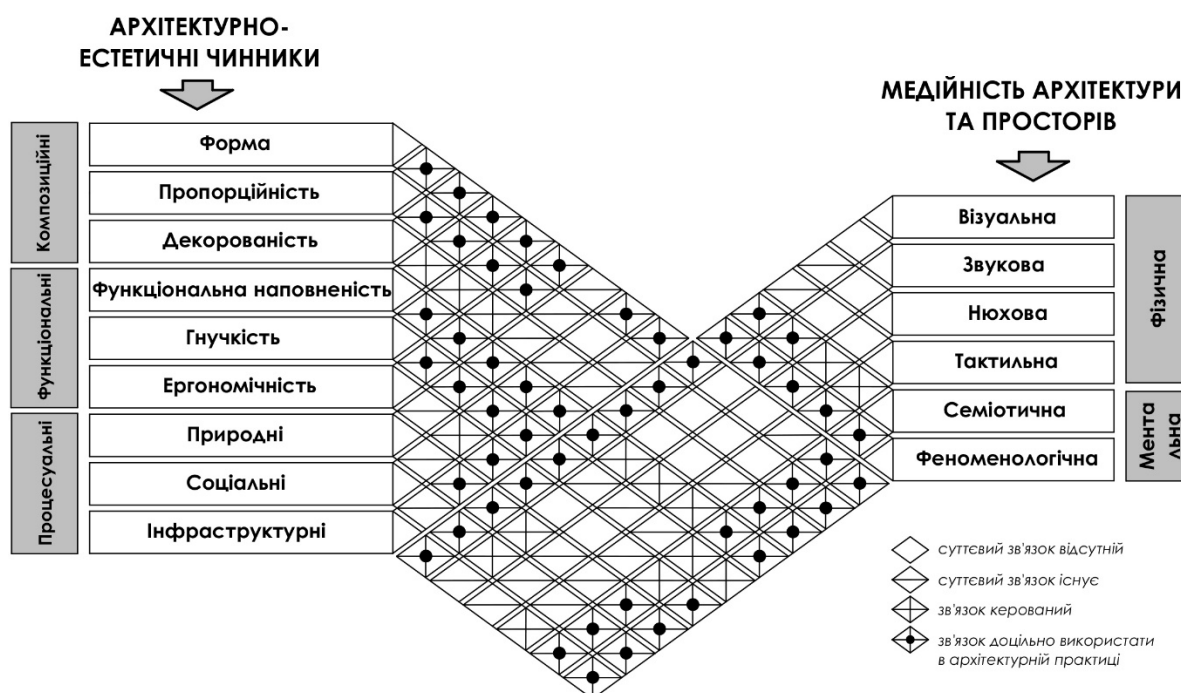 АРХІТЕКТУРНО-
ЕСТЕТИЧНІ ЧИННИКИ
Композиційні
Форма
Пропорційність
Декорованість
Функціональні
Функціональна наповненість
Гнучкість
Ергономічність
Процесуальні
Природні
Соціальні
Інфраструктурні
МЕДІЙНІСТЬ АРХІТЕКТУРИ
ТА ПРОСТОРІВ
Візуальна
Звукова
Нюхова
Тактильна
Фізична
Семіотична
Феноменологічна
Мента
льна
суттєвий зв'язок відсутній
суттєвий зв'язок існує
зв'язок керований
зв'язок доцільно використати
в архітектурній практиці